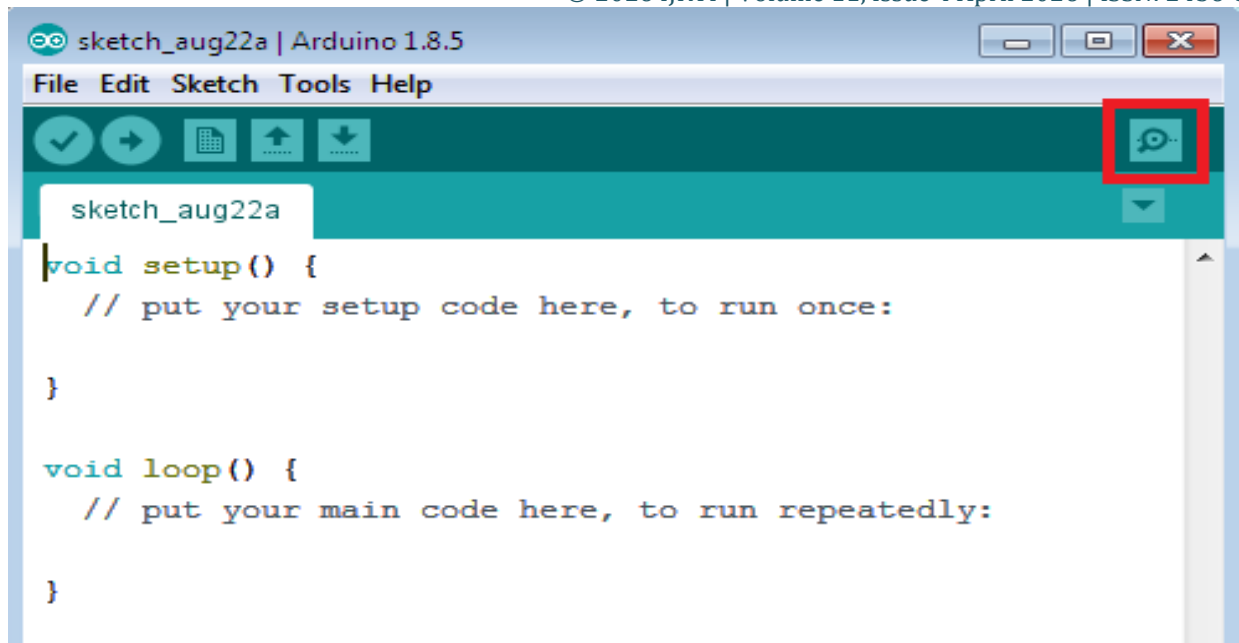 sketch_aug22a | Arduino 1.8.5
File Edit Sketch Tools Help
sketch_aug22a
void setup() {
  // put your setup code here, to run once:
}
void loop() {
  // put your main code here, to run repeatedly:
}